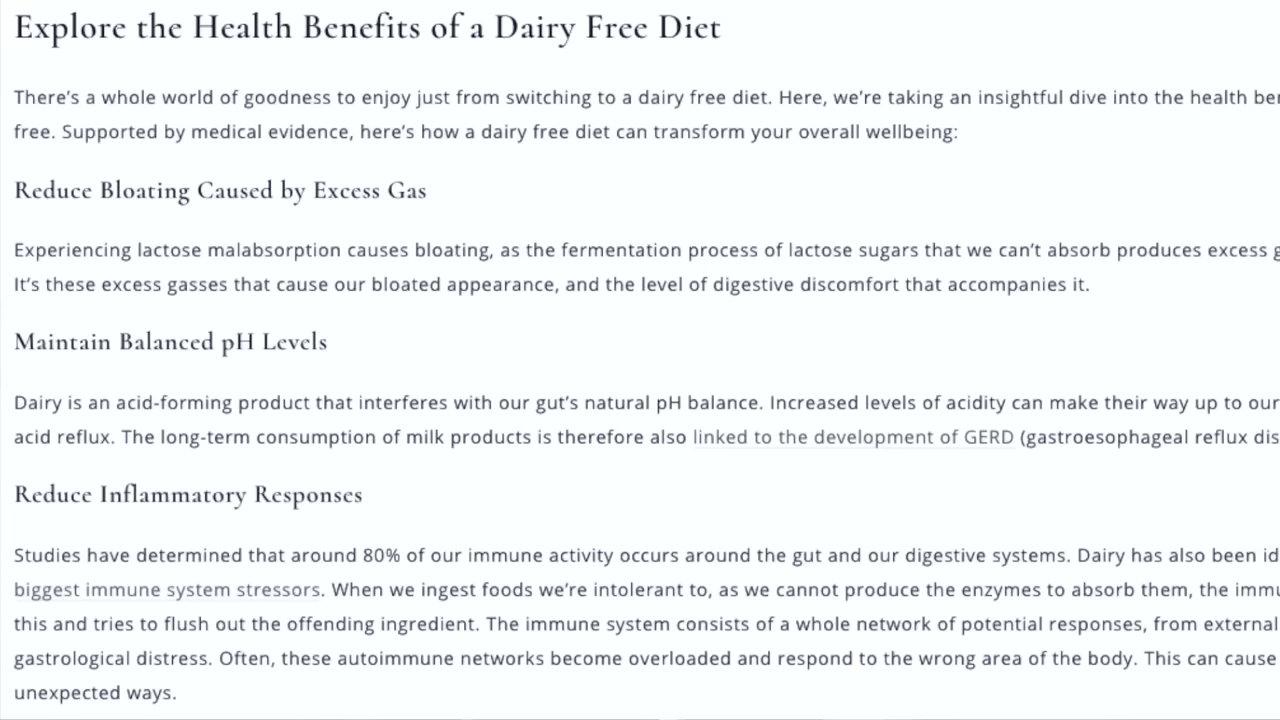 Explore the Health Benefits of a Dairy Free Diet
There's a whole world of goodness to enjoy just from switching to a dairy free diet. Here, we're taking an insightful dive into the health
free. Supported by medical evidence, here's how a dairy free diet can transform your overall wellbeing:
Reduce Bloating Caused by Excess Gas
Experiencing lactose malabsorption causes bloating, as the fermentation process of lactose sugars that we can't absorb produces excess
It's these excess gasses that cause our bloated appearance, and the level of digestive discomfort that accompanies it.
Maintain Balanced pH Levels
Dairy is an acid-forming product that interferes with our gut's natural pH balance. Increased levels of acidity can make their way up to our
acid reflux. The long-term consumption of milk products is therefore also linked to the development of GERD (gastroesophageal reflux
Reduce Inflammatory Responses
Studies have determined that around 80% of our immune activity occurs around the gut and our digestive systems. Dairy has also been
biggest immune system stressors. When we ingest foods we're intolerant to, as we cannot produce the enzymes to absorb them, the
this and tries to flush out the offending ingredient. The immune system consists of a whole network of potential responses, from external
gastrological distress. Often, these autoimmune networks become overloaded and respond to the wrong area of the body. This can cause
unexpected ways.